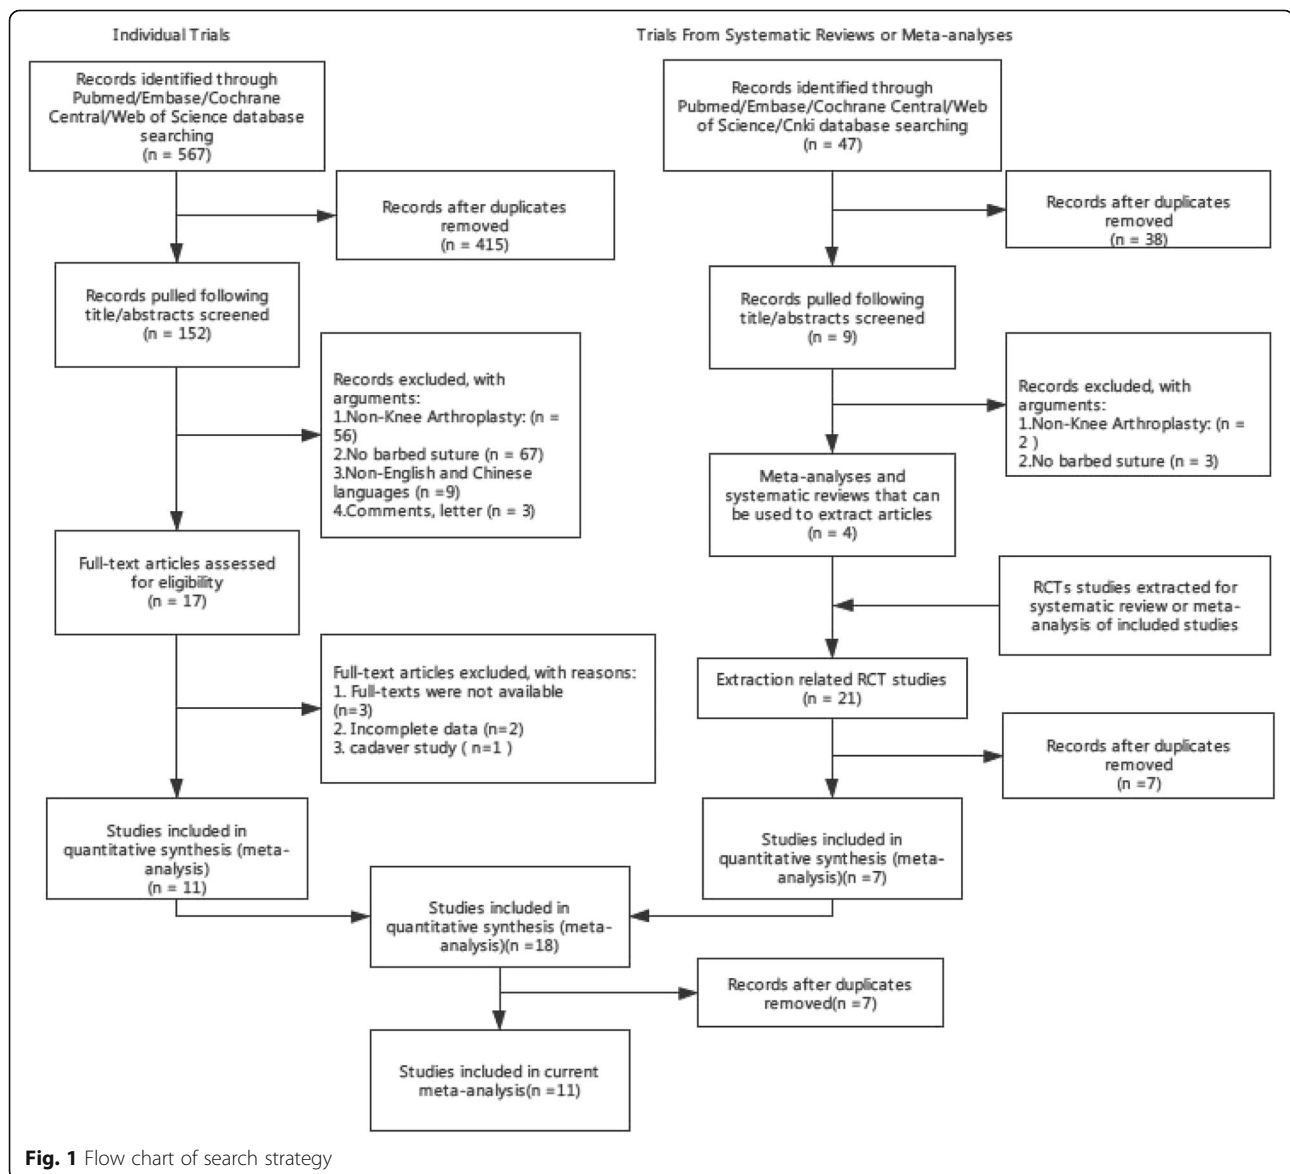 Individual Trials
Records identified through
Pubmed/Embase/Cochrane
Central/Web of Science database
searching
(n = 567)
Records after duplicates
removed
(n = 415)
Records pulled following
title/abstracts screened
(n = 152)
Records excluded, with
arguments:
1.Non-Knee Arthroplasty: (n =
56)
2.No barbed suture (n = 67)
3.Non-English and Chinese
languages (n =9)
4.Comments, letter (n = 3)
Full-text articles assessed
for eligibility
(n = 17)
Full-text articles excluded, with reasons:
1. Full-texts were not available
(n=3)
2. Incomplete data (n=2)
3. cadaver study ( n=1 )
Studies included in
quantitative synthesis (meta-
analysis)
(n = 11)
Trials From Systematic Reviews or Meta-analyses
Records identified through
Pubmed/Embase/Cochrane Central/Web
of Science/Cnki database searching
(n = 47)
Records after duplicates
removed
(n = 38)
Records pulled following
title/abstracts screened
(n = 9)
Records excluded, with
arguments:
1.Non-Knee Arthroplasty: (n =
2 )
2.No barbed suture (n = 3)
Meta-analyses and
systematic reviews that can
be used to extract articles
(n = 4)
RCTs studies extracted for
systematic review or meta-
analysis of included studies
Extraction related RCT studies
(n = 21)
Records after duplicates
removed
(n =7)
Studies included in
quantitative synthesis (meta-
analysis)(n =7)
Studies included in
quantitative synthesis (meta-
analysis)(n =18)
Records after duplicates
removed(n =7)
Studies included in current
meta-analysis(n =11)
Fig. 1 Flow chart of search strategy